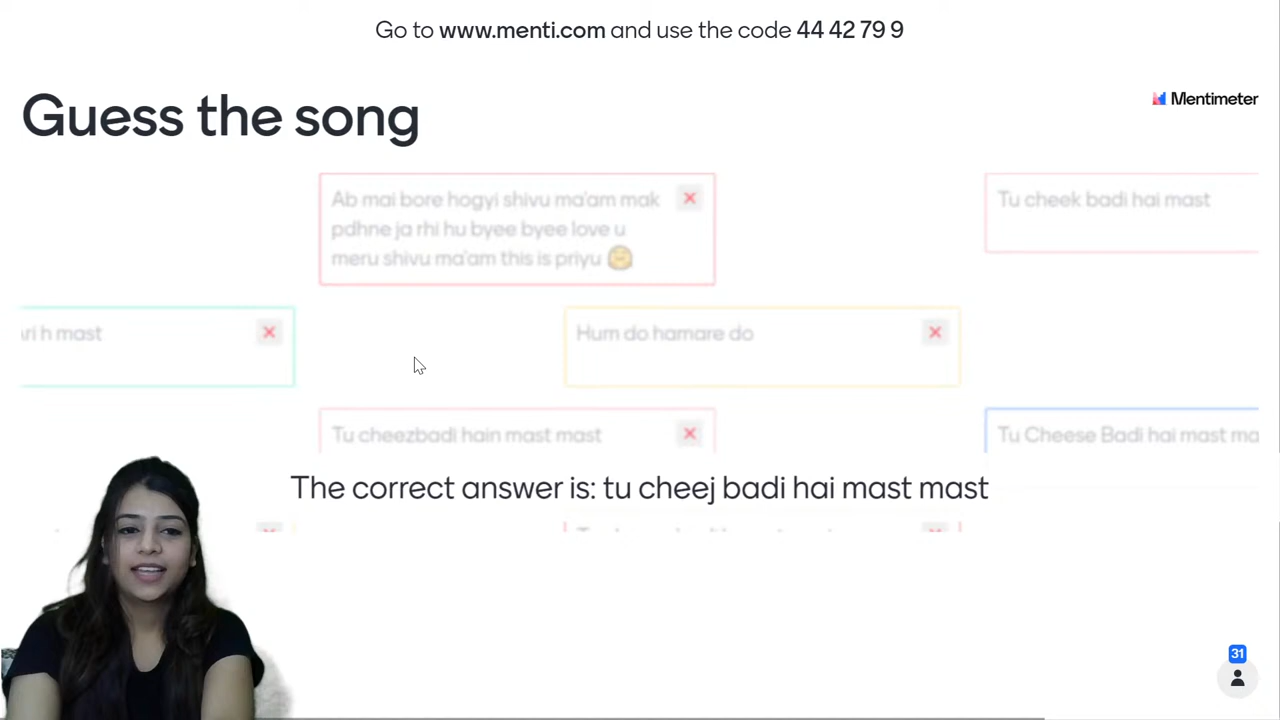 Go to www.menti.com and use the code 44 42 79 9
Guess the song
Mentimeter
Ab mai bore hogyi shivu ma'am mak
pdhne ja rhi hu byee byee love u
meru shivu ma'am this is priyu
Tu cheek badi hai mast
h mast
Hum do hamare do
Tu cheezbadi hain mast mast
Tu Cheese Badi hai mast
The correct answer is: tu cheej badi hai mast mast
31